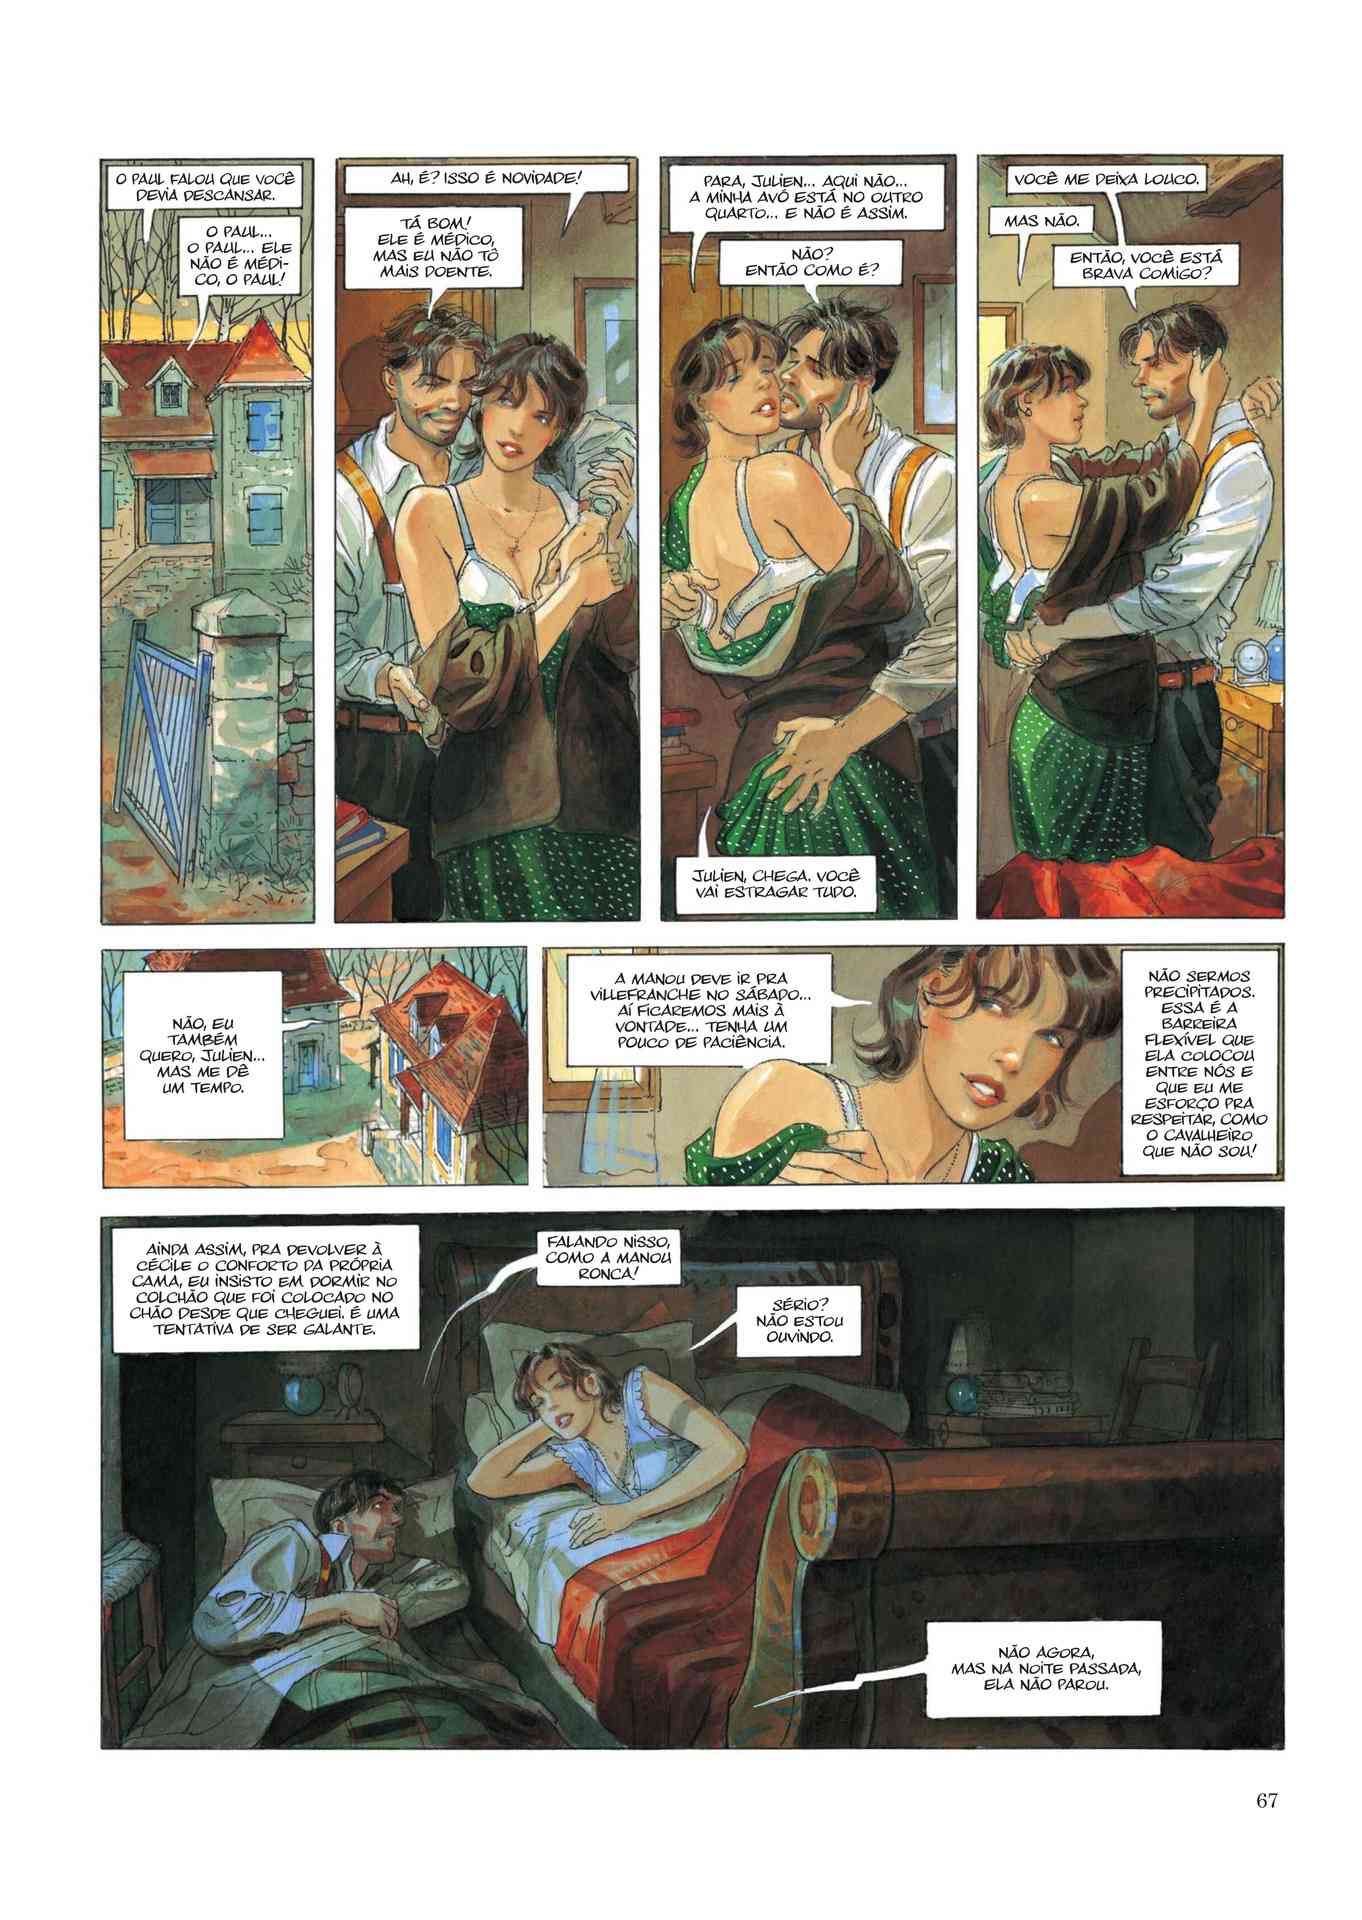 O PAUL FALOU QUE VOCÊ
DEVIA DESCANSAR.
O PAUL...
O PAUL... ELE
NÃO É MÉDI-
CO, O PAUL!
AH, É? ISSO É NOVIDADE!
TÁ BOM!
ELE É MÉDICO,
MAS EU NÃO TÔ
MAIS DOENTE.
PARA, JULIEN... AQUI NÃO...
A MINHA AVÓ ESTÁ NO OUTRO
QUARTO... E NÃO É ASSIM.
NÃO?
ENTÃO COMO É?
JULIEN, CHEGA. VOCÊ
VAI ESTRAGAR TUDO.
VOCÊ ME DEIXA LOUCO.
MAS NÃO.
ENTÃO, VOCÊ ESTÁ
BRAVA COMIGO?
NÃO, EU
TAMBÉM
QUERO, JULIEN...
MAS ME DÊ
UM TEMPO.
A MANOU DEVE IR PRA
VILLEFRANCHE NO SÁBADO...
AÍ FICAREMOS MAIS À
VONTADE... TENHA UM
POUCO DE PACIÊNCIA.
NÃO SERMOS
PRECIPITADOS.
ESSA É A
BARREIRA
FLEXÍVEL QUE
ELA COLOCOU
ENTRE NÓS E
QUE EU ME
ESFORÇO PRA
RESPEITAR, COMO
O CAVALHEIRO
QUE NÃO SOU!
AINDA ASSIM, PRA DEVOLVER À
CÉCILE O CONFORTO DA PRÓPRIA
CAMA, EU INSISTO EM DORMIR NO
COLCHÃO QUE FOI COLOCADO NO
CHÃO DESDE QUE CHEGUEI. É UMA
TENTATIVA DE SER GALANTE.
FALANDO NISSO,
COMO A MANOU
RONCA!
SÉRIO?
NÃO ESTOU
OUVINDO.
NÃO AGORA,
MAS NA NOITE PASSADA,
ELA NÃO PAROU.
67